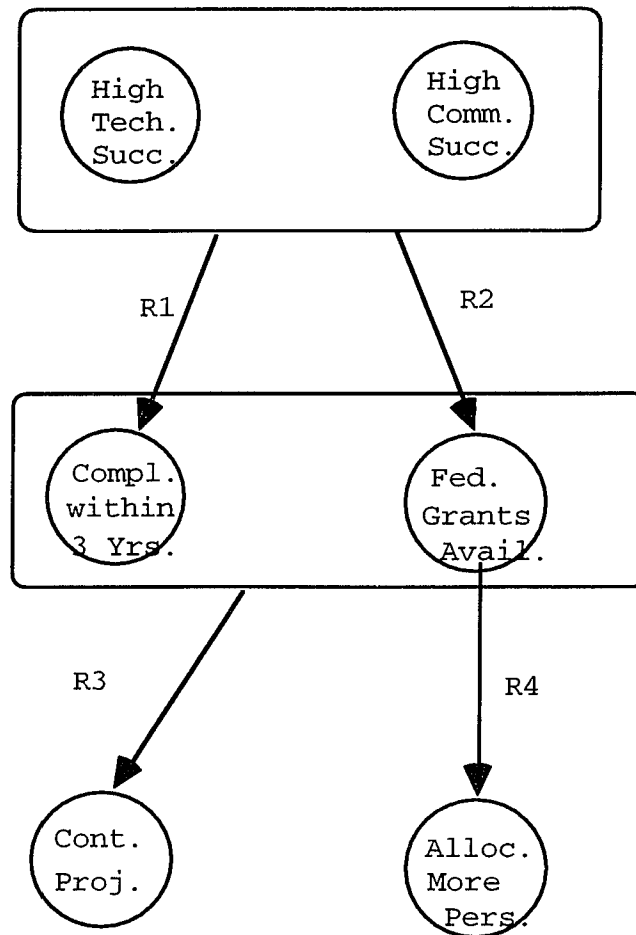 High
Tech.
Succ.
High
Comm.
Succ.
R1
R2
Compl.
within
3 Yrs.
Fed.
Grants
Avail.
R3
R4
Cont.
Proj.
Alloc.
More
Pers.